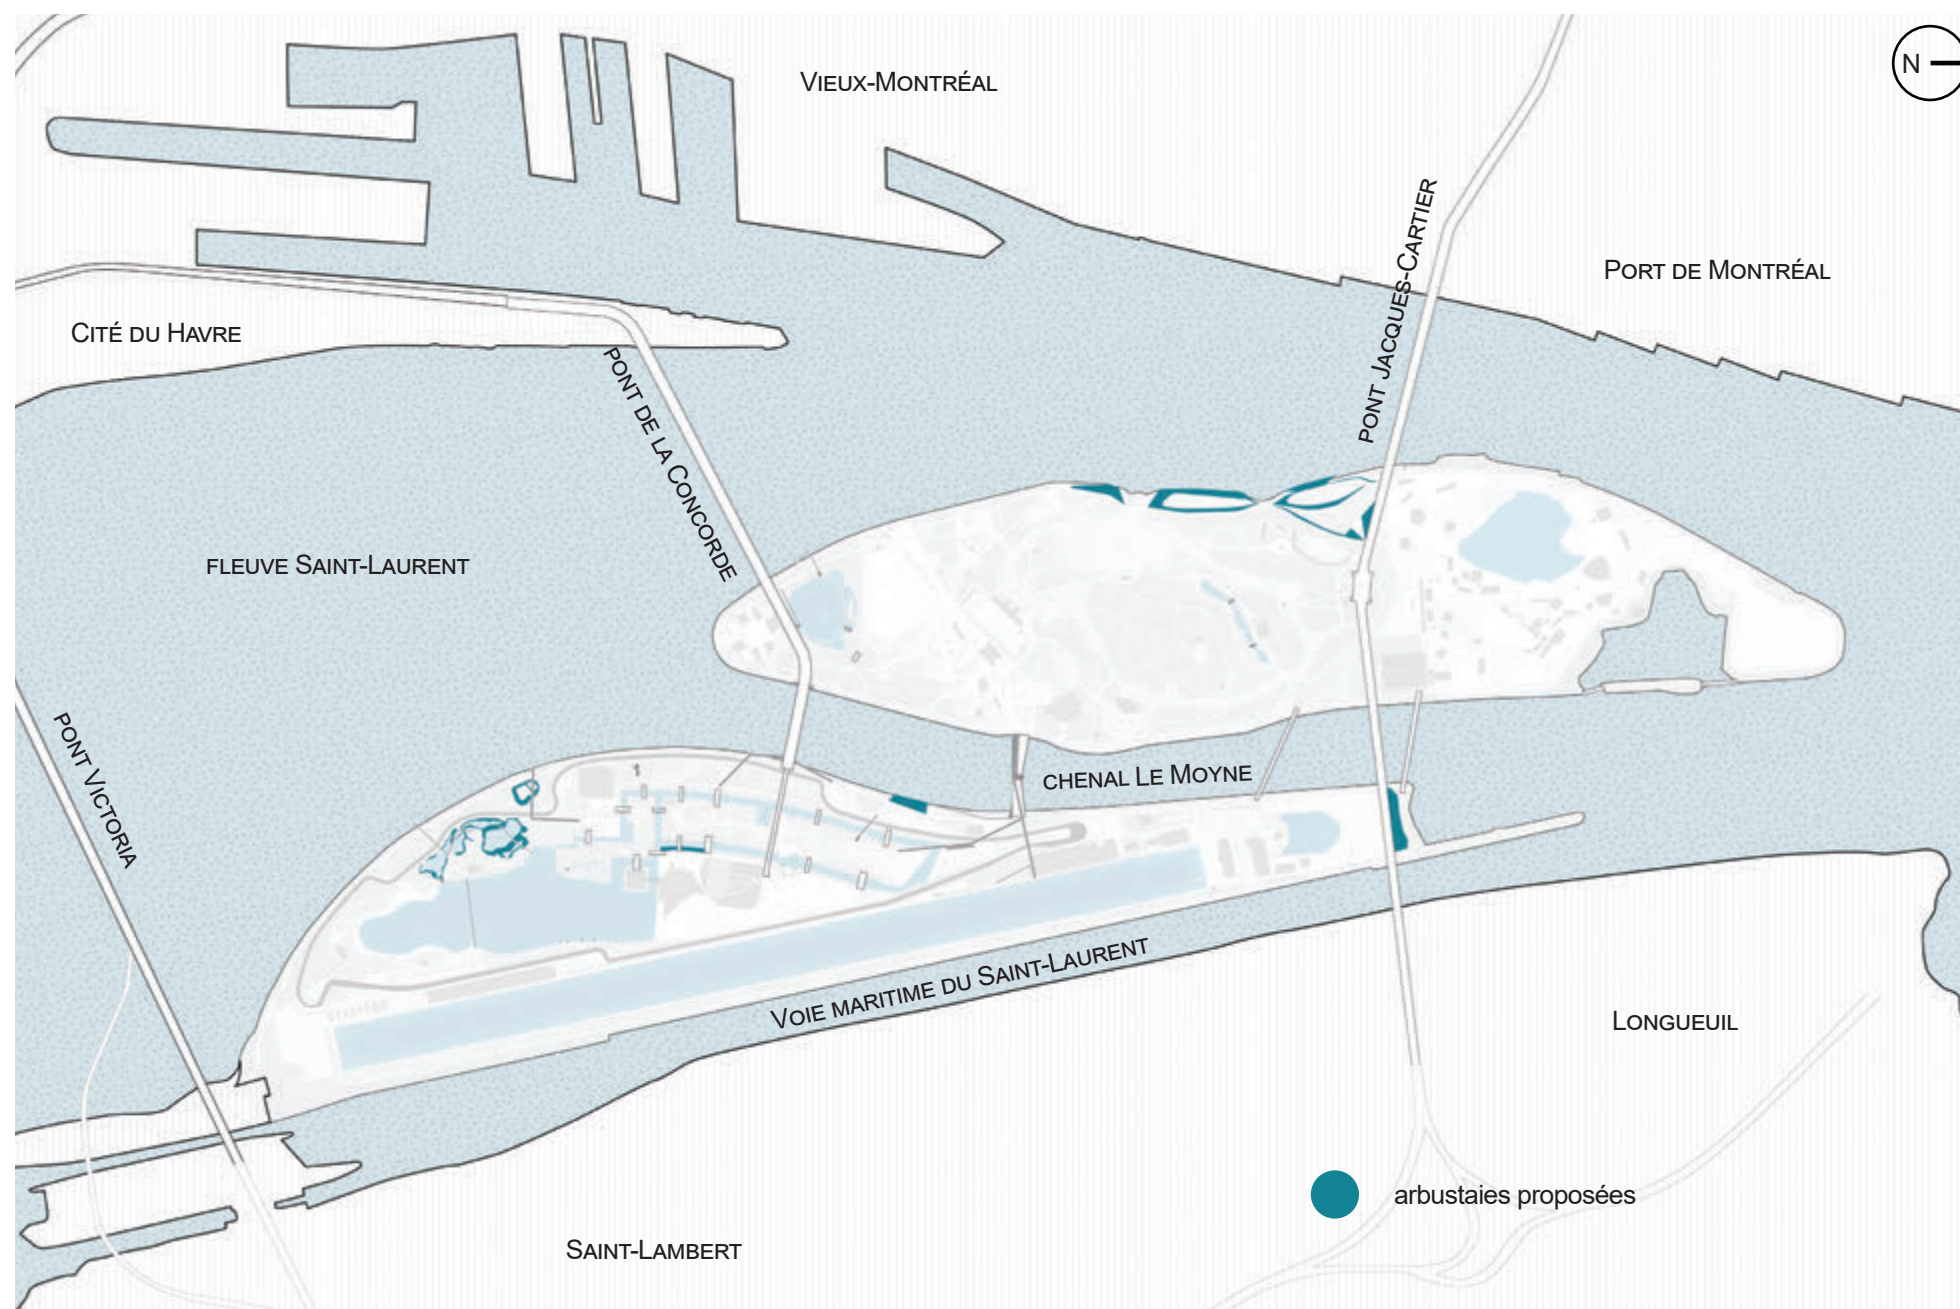 VIEUX-MONTRÉAL
N
PORT DE MONTRÉAL
CITÉ DU HAVRE
PONT JACQUES-CARTIER
PONT DE LA CONCORDE
FLEUVE SAINT-LAURENT
PONT VICTORIA
CHENAL LE MOYNE
VOIE MARITIME DU SAINT-LAURENT
LONGUEUIL
arbustaies proposées
SAINT-LAMBERT